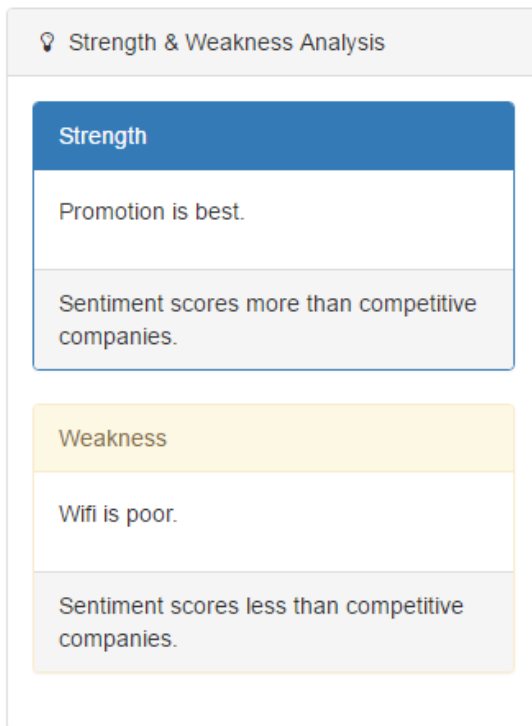 Strength & Weakness Analysis
Strength
Promotion is best.
Sentiment scores more than competitive
companies.
Weakness
Wifi is poor.
Sentiment scores less than competitive
companies.